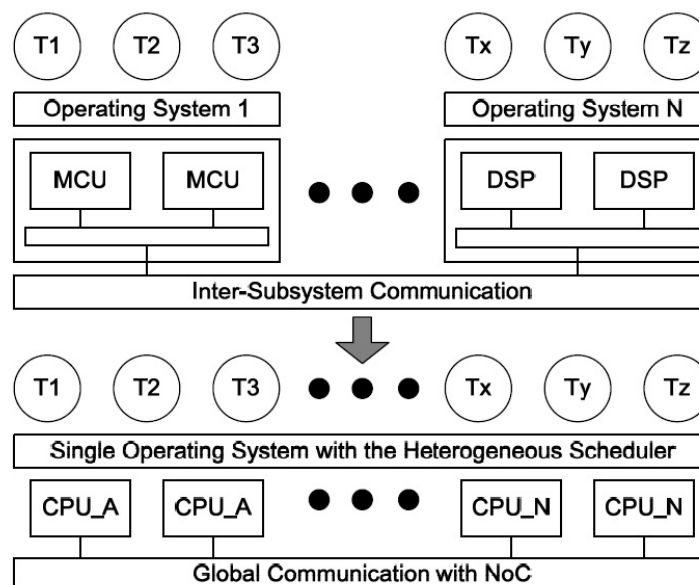 T1 T2 T3 Tx Ty Tz
Operating System 1 Operating System N
MCU MCU DSP DSP
Inter-Subsystem Communication
T1 T2 T3 Tx Ty Tz
Single Operating System with the Heterogeneous Scheduler
CPU_A CPU_A CPU_N CPU_N
Global Communication with NoC